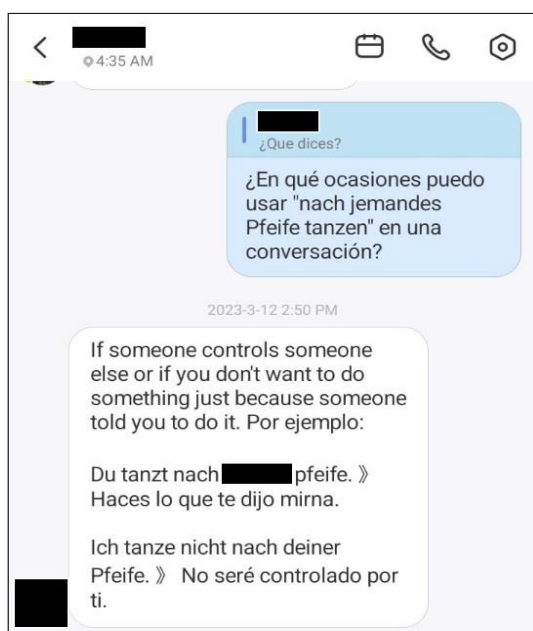 4:35 AM
¿Que dices?
¿En qué ocasiones puedo
usar "nach jemandes
Pfeife tanzen" en una
conversación?
2023-3-12 2:50 PM
If someone controls someone
else or if you don't want to do
something just because someone
told you to do it. Por ejemplo:
Du tanzt nach pfeife. 》
Haces lo que te dijo mirna.
Ich tanze nicht nach deiner
Pfeife. 》 No seré controlado por
ti.